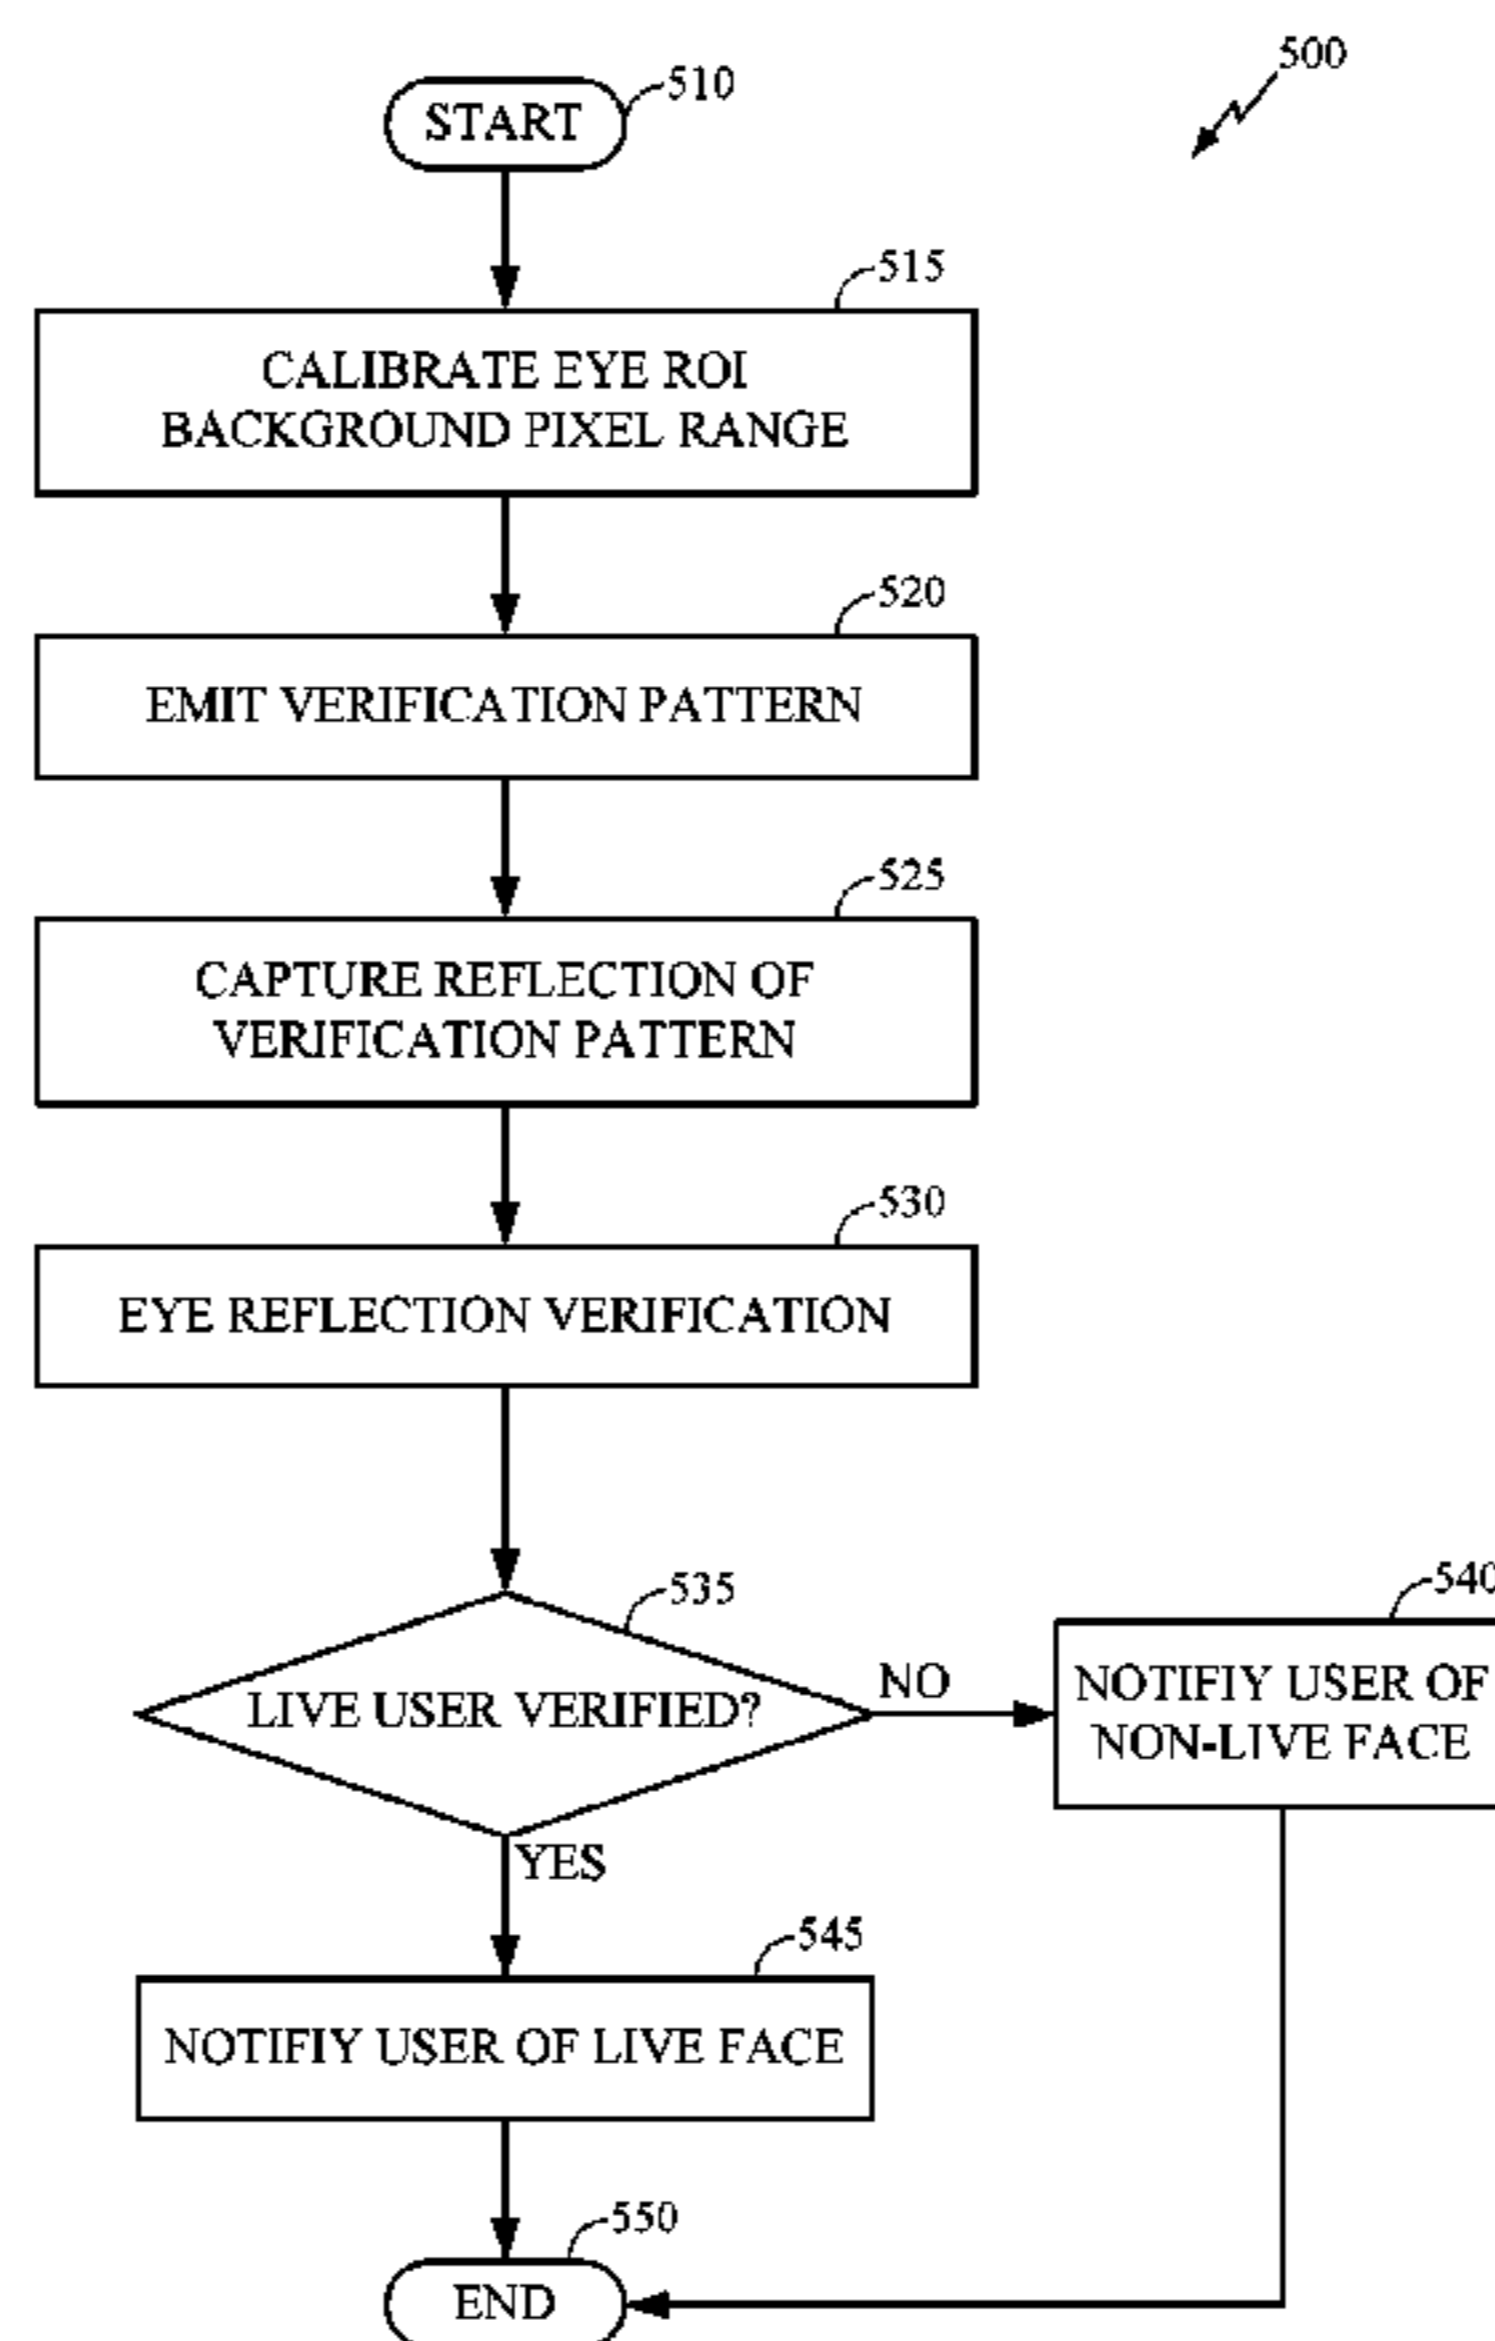 500
START
510
515
CALIBRATE EYE ROI
BACKGROUND PIXEL RANGE
520
EMIT VERIFICATION PATTERN
525
CAPTURE REFLECTION OF
VERIFICATION PATTERN
530
EYE REFLECTION VERIFICATION
535
LIVE USER VERIFIED?
NO
540
NOTIFIY USER OF
NON-LIVE FACE
YES
545
NOTIFIY USER OF LIVE FACE
550
END